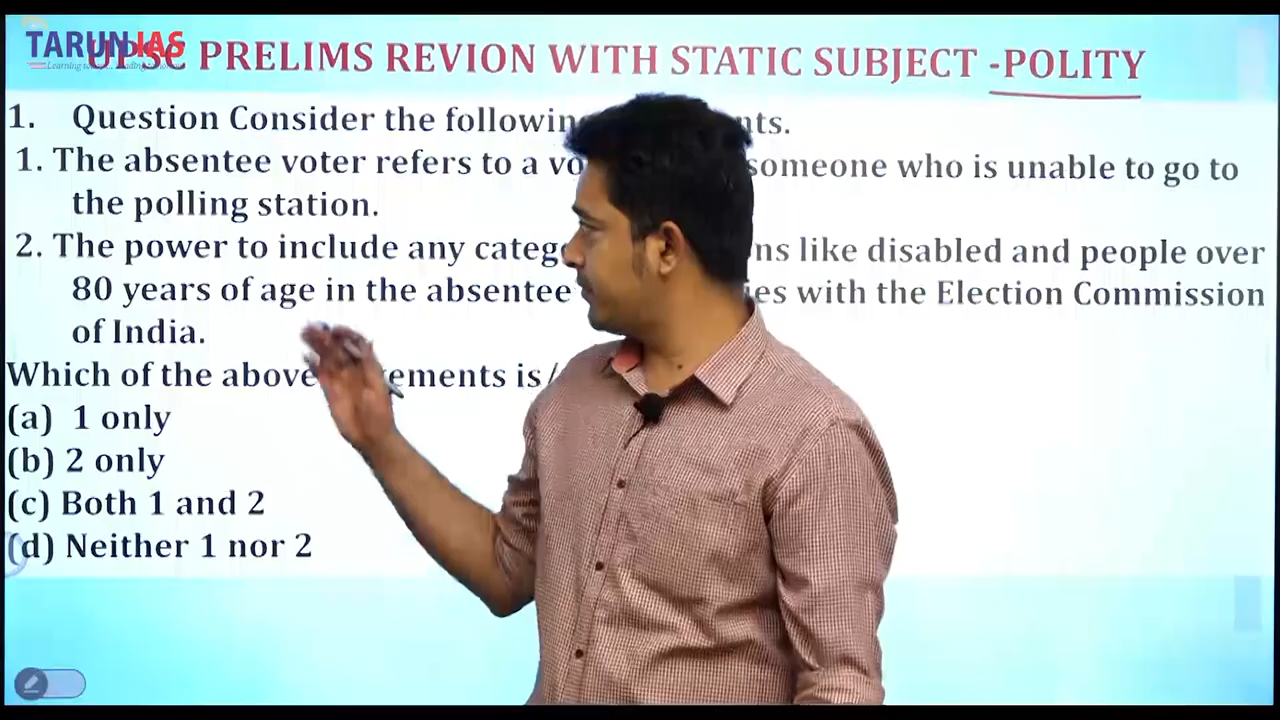 TARUN IAS
UPSC PRELIMS REVION WITH STATIC SUBJECT -POLITY
1. Question Consider the following
1. The absentee voter refers to a someone who is unable to go to
the polling station.
2. The power to include any like disabled and people over
80 years of age in the absentee with the Election Commission
of India.
Which of the above is/
(a) 1 only
(b) 2 only
(c) Both 1 and 2
(d) Neither 1 nor 2